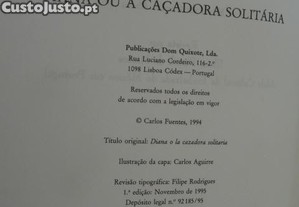 OU A CAÇADORA SOLITÁRIA
Custojusto.pt
Publicações Dom Quixote, Lda.
Rua Luciano Cordeiro, 116-2.º
1098 Lisboa Códex – Portugal
Reservados todos os direitos
de acordo com a legislação em vigor
© Carlos Fuentes, 1994
Título original: Diana o la cazadora solitaria
Ilustração da capa: Carlos Aguirre
Revisão tipográfica: Filipe Rodrigues
1.ª edição: Novembro de 1995
Depósito legal n.º 92 185/95